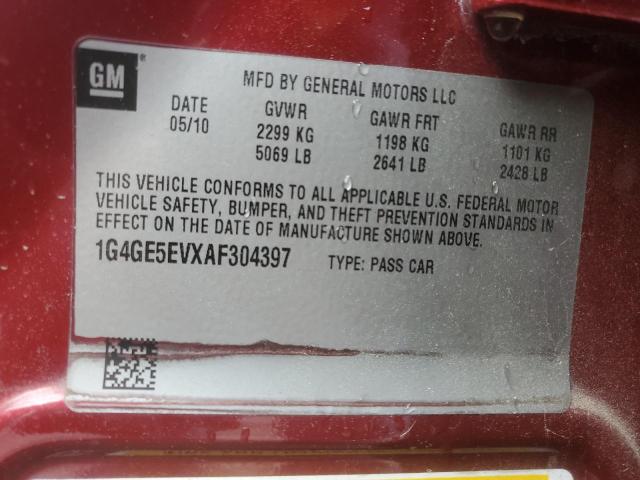 GM ®
MFD BY GENERAL MOTORS LLC
DATE GVWR GAWR FRT GAWR RR
05/10 2299 KG 1198 KG 1101 KG
5069 LB 2641 LB 2428 LB
THIS VEHICLE CONFORMS TO ALL APPLICABLE U.S. FEDERAL MOTOR
VEHICLE SAFETY, BUMPER, AND THEFT PREVENTION STANDARDS IN
EFFECT ON THE DATE OF MANUFACTURE SHOWN ABOVE.
1G4GE5EVXAF304397 TYPE: PASS CAR